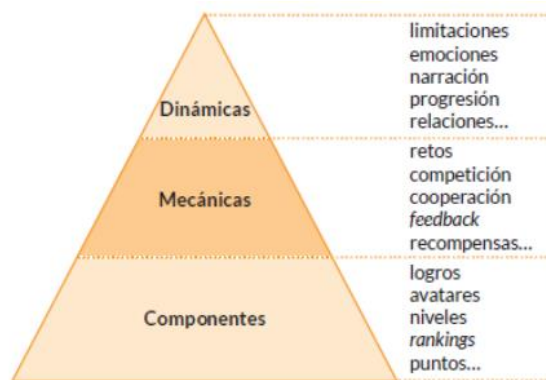 Dinámicas
limitaciones
emociones
narración
progresión
relaciones...
Mecánicas
retos
competición
cooperación
feedback
recompensas...
Componentes
logros
avatares
niveles
rankings
puntos...